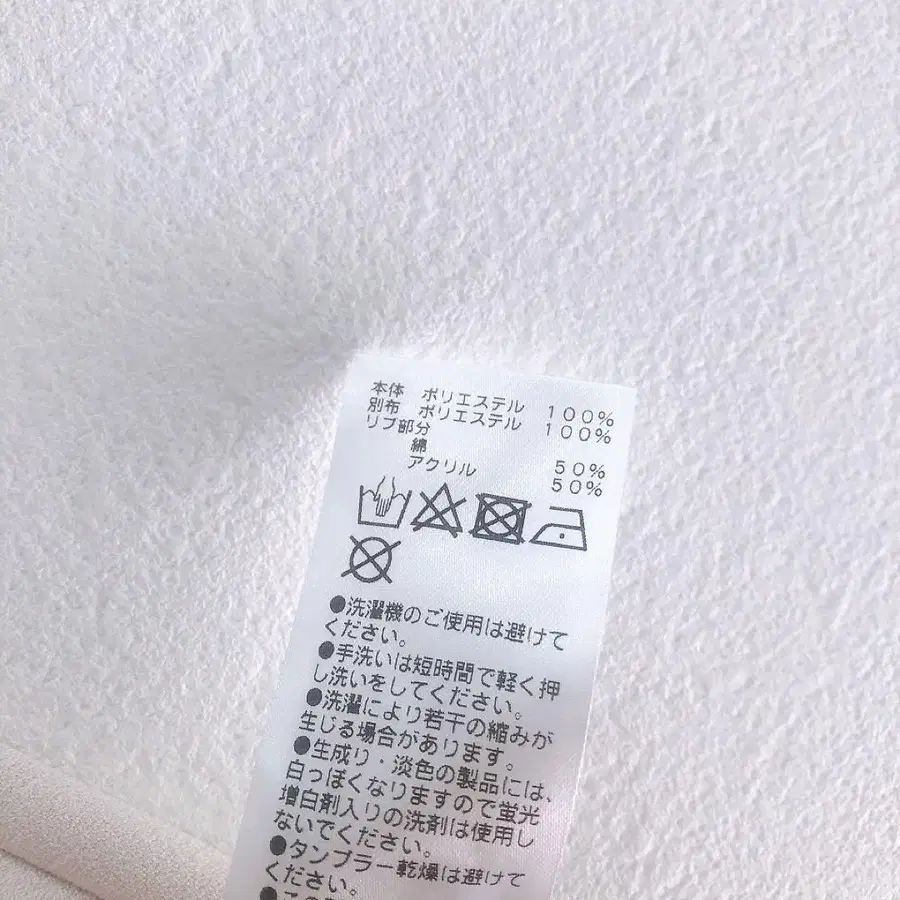 本体 ポリエステル 100%
別布 ポリエステル 100%
リブ部分
綿 50%
アクリル 50%
●洗濯機のご使用は避けて
ください。
●手洗いは短時間で軽く押
し洗いをしてください。
●洗濯により若干の縮みが
生じる場合があります。
●生成り・淡色の製品には、
白っぽくなりますので蛍光
増白剤入りの洗剤は使用し
ないでください。
●タンブラー乾燥は避けて
ください。
●この